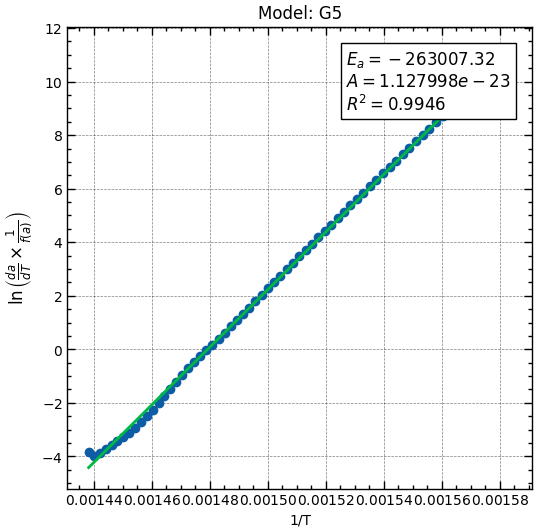 Model: G5
E_a = −263007.32
A = 1.127998e − 23
R² = 0.9946
ln (da/dT × 1/f(a))
12
10
8
6
4
2
0
−2
−4
0.00144 0.00146 0.00148 0.00150 0.00152 0.00154 0.00156 0.00158
1/T